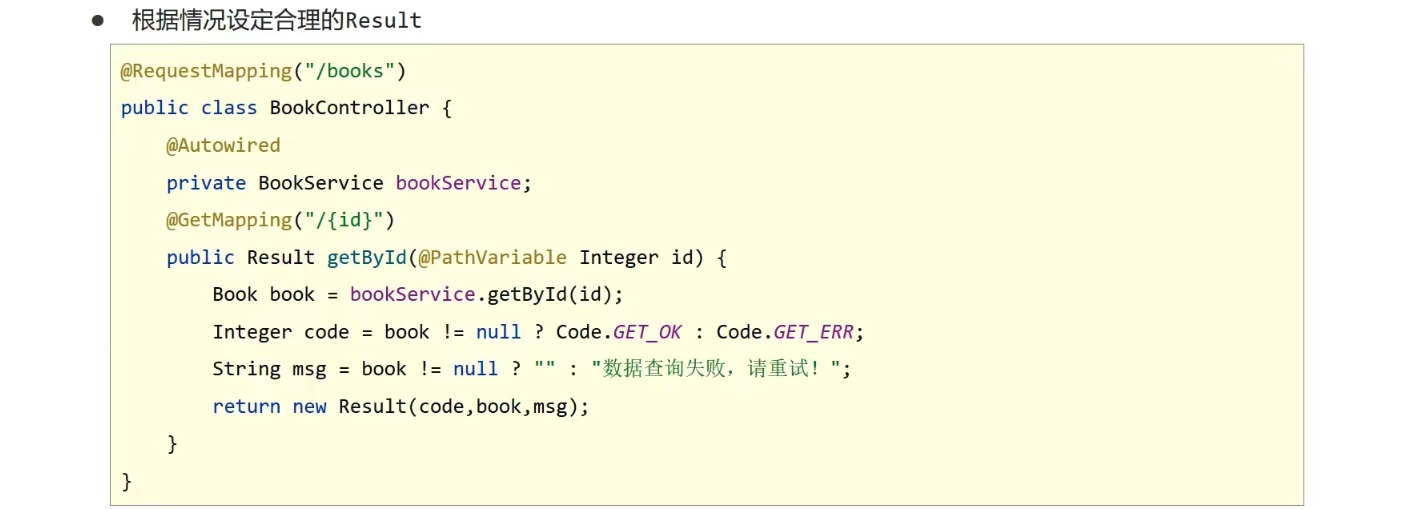 ● 根据情况设定合理的Result
@RequestMapping("/books")
public class BookController {
    @Autowired
    private BookService bookService;
    @GetMapping("/{id}")
    public Result getById(@PathVariable Integer id) {
        Book book = bookService.getById(id);
        Integer code = book != null ? Code.GET_OK : Code.GET_ERR;
        String msg = book != null ? "" : "数据查询失败，请重试！";
        return new Result(code,book,msg);
    }
}